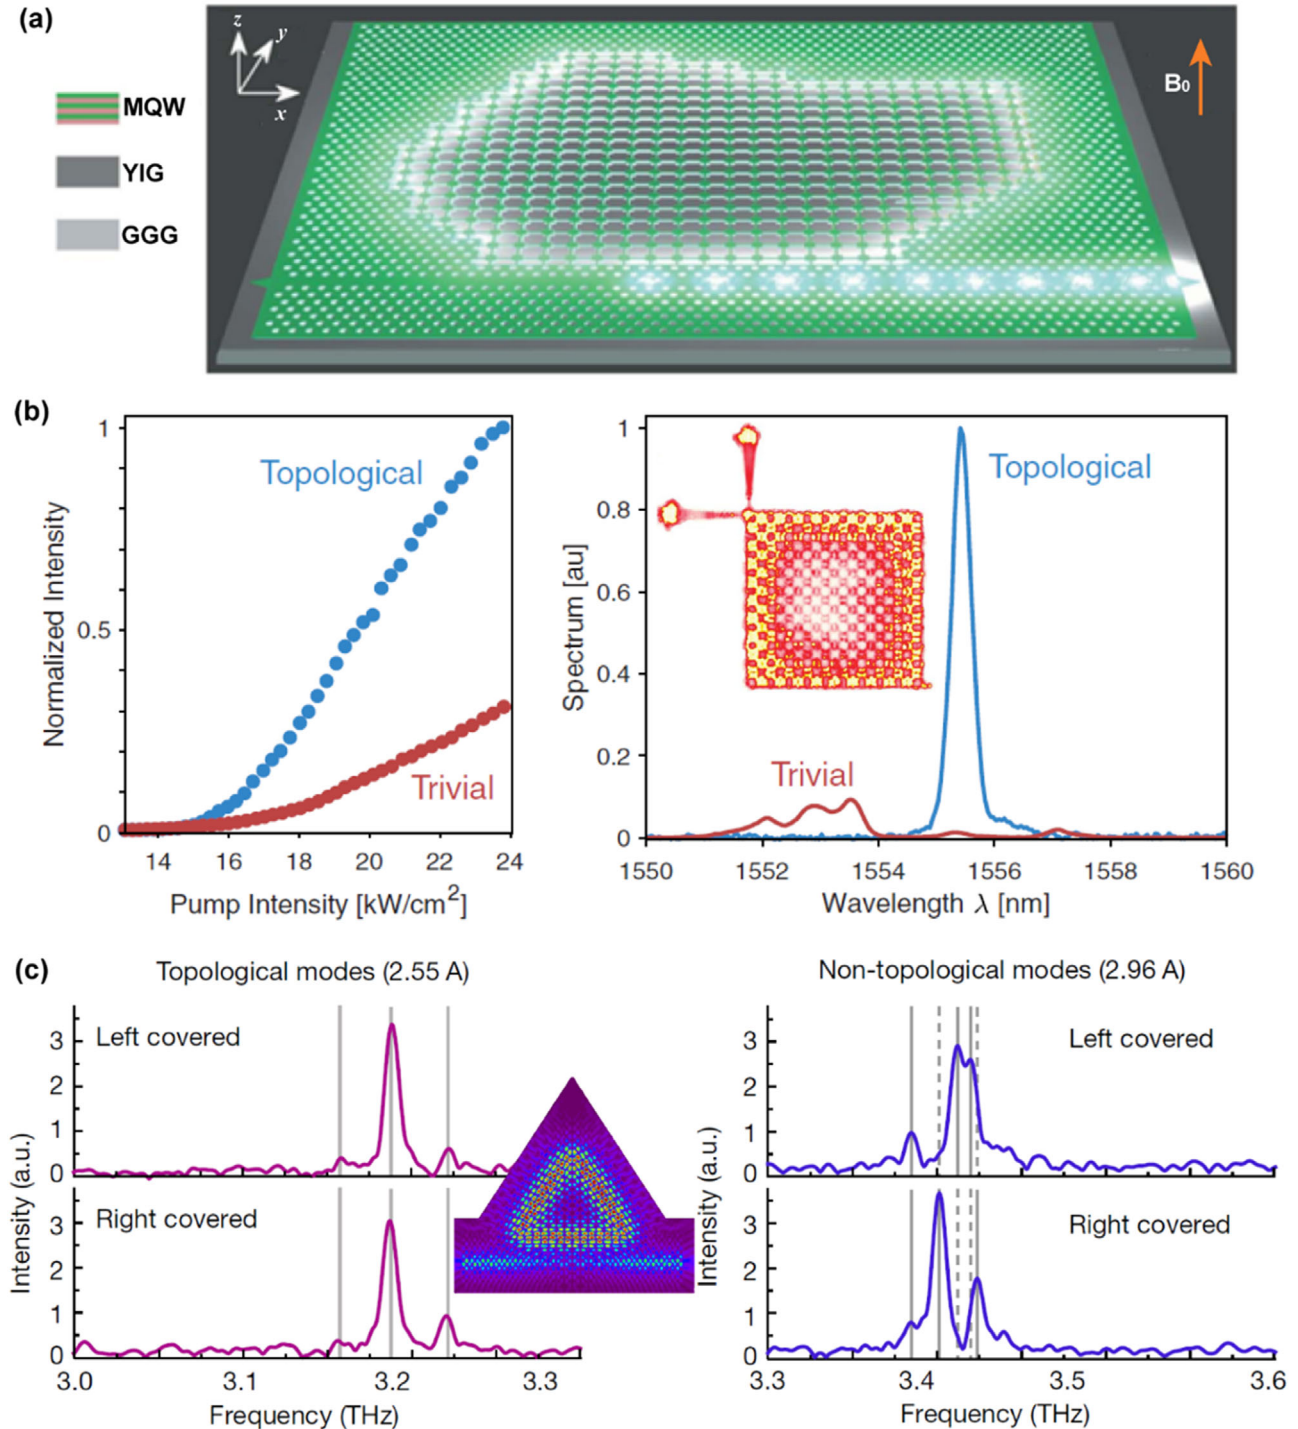 (a)
z
y
x
B₀
MQW
YIG
GGG
(b)
1
0.5
0
Normalized Intensity
Topological
Trivial
14 16 18 20 22 24
Pump Intensity [kW/cm²]
1
0.8
0.6
0.4
0.2
0
Spectrum [au]
Topological
Trivial
1550 1552 1554 1556 1558 1560
Wavelength λ [nm]
(c)
Topological modes (2.55 A)
Left covered
3
2
1
0
Intensity (a.u.)
Right covered
3
2
1
0
3.0 3.1 3.2 3.3
Frequency (THz)
Non-topological modes (2.96 A)
Left covered
3
2
1
0
Intensity (a.u.)
Right covered
3
2
1
0
3.3 3.4 3.5 3.6
Frequency (THz)